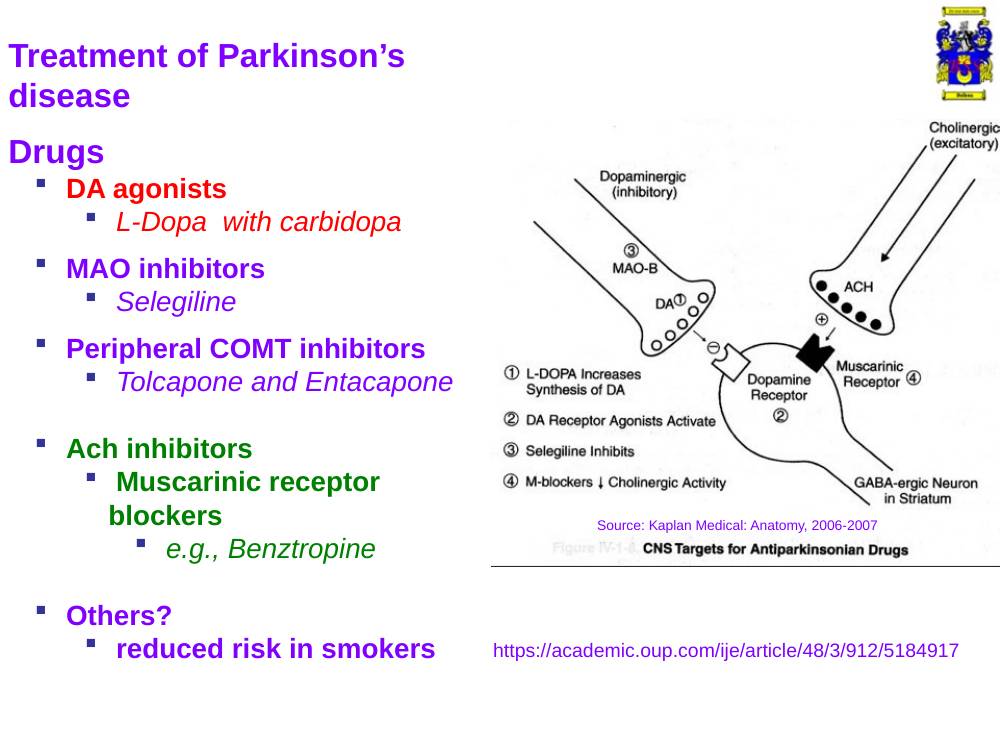 Treatment of Parkinson’s
disease
Drugs
DA agonists
L-Dopa with carbidopa
MAO inhibitors
Selegiline
Peripheral COMT inhibitors
Tolcapone and Entacapone
Ach inhibitors
Muscarinic receptor
blockers
e.g., Benztropine
Others?
reduced risk in smokers
Cholinergic
(excitatory)
Dopaminergic
(inhibitory)
③
MAO-B
DA①
ACH
⊕
⊖
Muscarinic
Receptor ④
Dopamine
Receptor
②
① L-DOPA Increases
Synthesis of DA
② DA Receptor Agonists Activate
③ Selegiline Inhibits
④ M-blockers ↓ Cholinergic Activity
GABA-ergic Neuron
in Striatum
Source: Kaplan Medical: Anatomy, 2006-2007
Figure IV-1-8. CNS Targets for Antiparkinsonian Drugs
https://academic.oup.com/ije/article/48/3/912/5184917